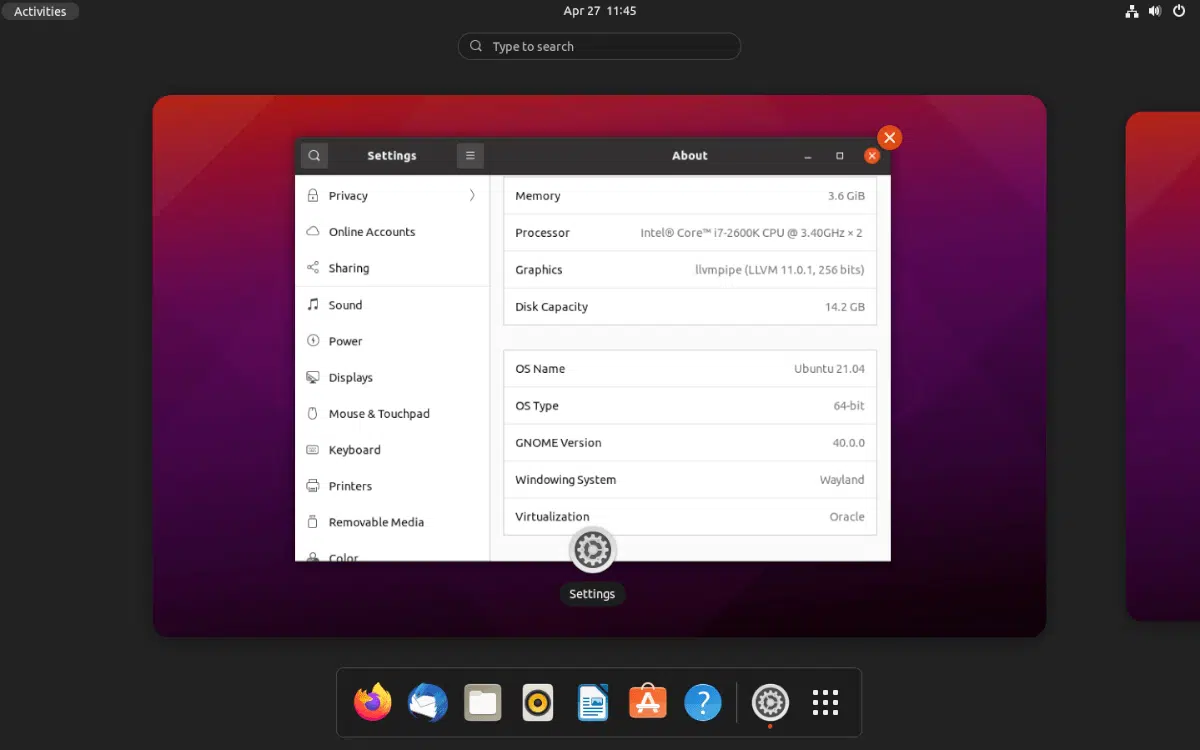 Activities
Apr 27 11:45
Type to search
Settings
About
Privacy
Online Accounts
Sharing
Sound
Power
Displays
Mouse & Touchpad
Keyboard
Printers
Removable Media
Color
Memory 3.6 GiB
Processor Intel® Core™ i7-2600K CPU @ 3.40GHz × 2
Graphics llvmpipe (LLVM 11.0.1, 256 bits)
Disk Capacity 14.2 GB
OS Name Ubuntu 21.04
OS Type 64-bit
GNOME Version 40.0.0
Windowing System Wayland
Virtualization Oracle
Settings